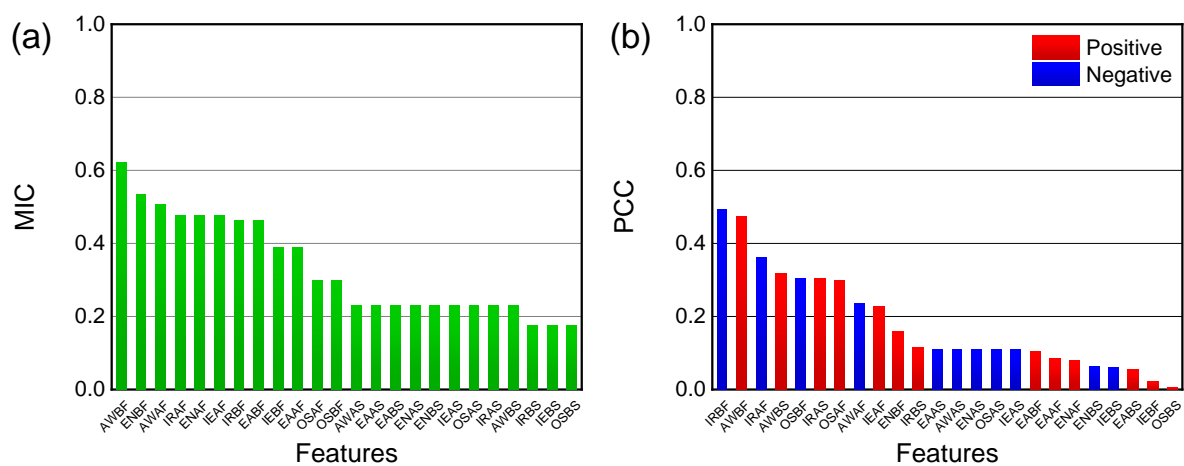 (a)
MIC
1.0
0.8
0.6
0.4
0.2
0.0
AWBF ENBF AWAF IRAF ENAF IEAF IRBF EABF IEBF EAAF OSAF OSBF AWAS EAAS EABS ENAS ENBS IEAS OSAS IRAS AWBS IRBS IEBS OSBS
Features
(b)
PCC
1.0
0.8
0.6
0.4
0.2
0.0
Positive
Negative
IRBF AWBF IRAF AWBS OSBF IRAS OSAF AWAF IEAF ENBF IRBS EAAS AWAS ENAS OSAS IEAS EABF EAAF ENAF ENBS IEBS EABS IEBF OSBS
Features